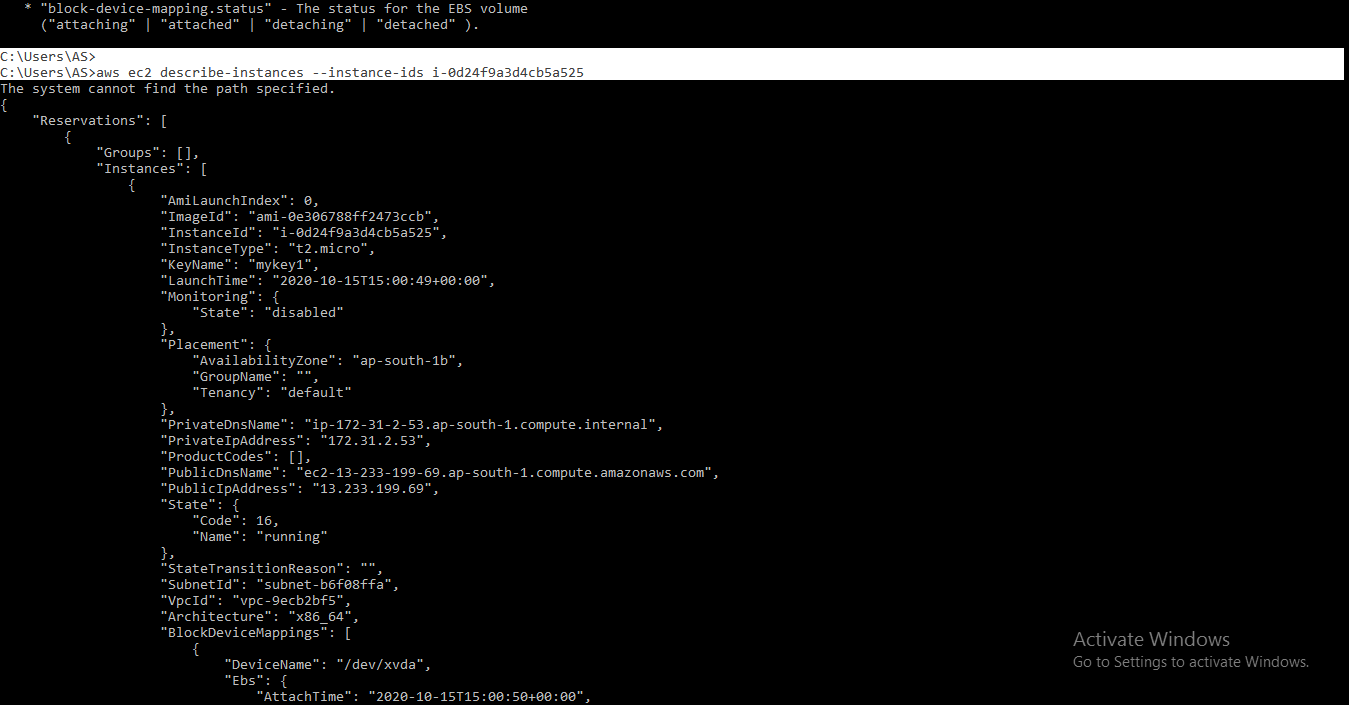 * "block-device-mapping.status" - The status for the EBS volume
("attaching" | "attached" | "detaching" | "detached" ).
C:\Users\AS>
C:\Users\AS>aws ec2 describe-instances --instance-ids i-0d24f9a3d4cb5a525
The system cannot find the path specified.
{
"Reservations": [
{
"Groups": [],
"Instances": [
{
"AmiLaunchIndex": 0,
"ImageId": "ami-0e306788ff2473ccb",
"InstanceId": "i-0d24f9a3d4cb5a525",
"InstanceType": "t2.micro",
"KeyName": "mykey1",
"LaunchTime": "2020-10-15T15:00:49+00:00",
"Monitoring": {
"State": "disabled"
},
"Placement": {
"AvailabilityZone": "ap-south-1b",
"GroupName": "",
"Tenancy": "default"
},
"PrivateDnsName": "ip-172-31-2-53.ap-south-1.compute.internal",
"PrivateIpAddress": "172.31.2.53",
"ProductCodes": [],
"PublicDnsName": "ec2-13-233-199-69.ap-south-1.compute.amazonaws.com",
"PublicIpAddress": "13.233.199.69",
"State": {
"Code": 16,
"Name": "running"
},
"StateTransitionReason": "",
"SubnetId": "subnet-b6f08ffa",
"VpcId": "vpc-9ecb2bf5",
"Architecture": "x86_64",
"BlockDeviceMappings": [
{
"DeviceName": "/dev/xvda",
"Ebs": {
"AttachTime": "2020-10-15T15:00:50+00:00",
Activate Windows
Go to Settings to activate Windows.